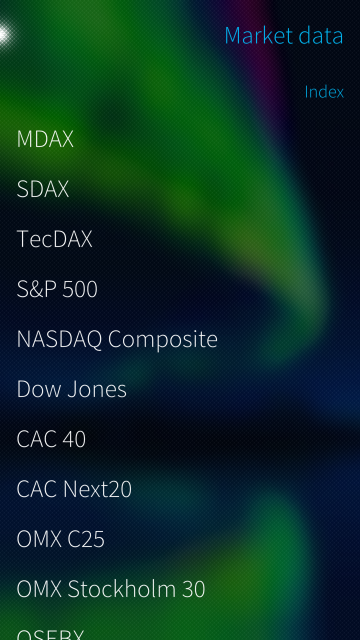 Market data
Index
MDAX
SDAX
TecDAX
S&P 500
NASDAQ Composite
Dow Jones
CAC 40
CAC Next20
OMX C25
OMX Stockholm 30
OSEBX